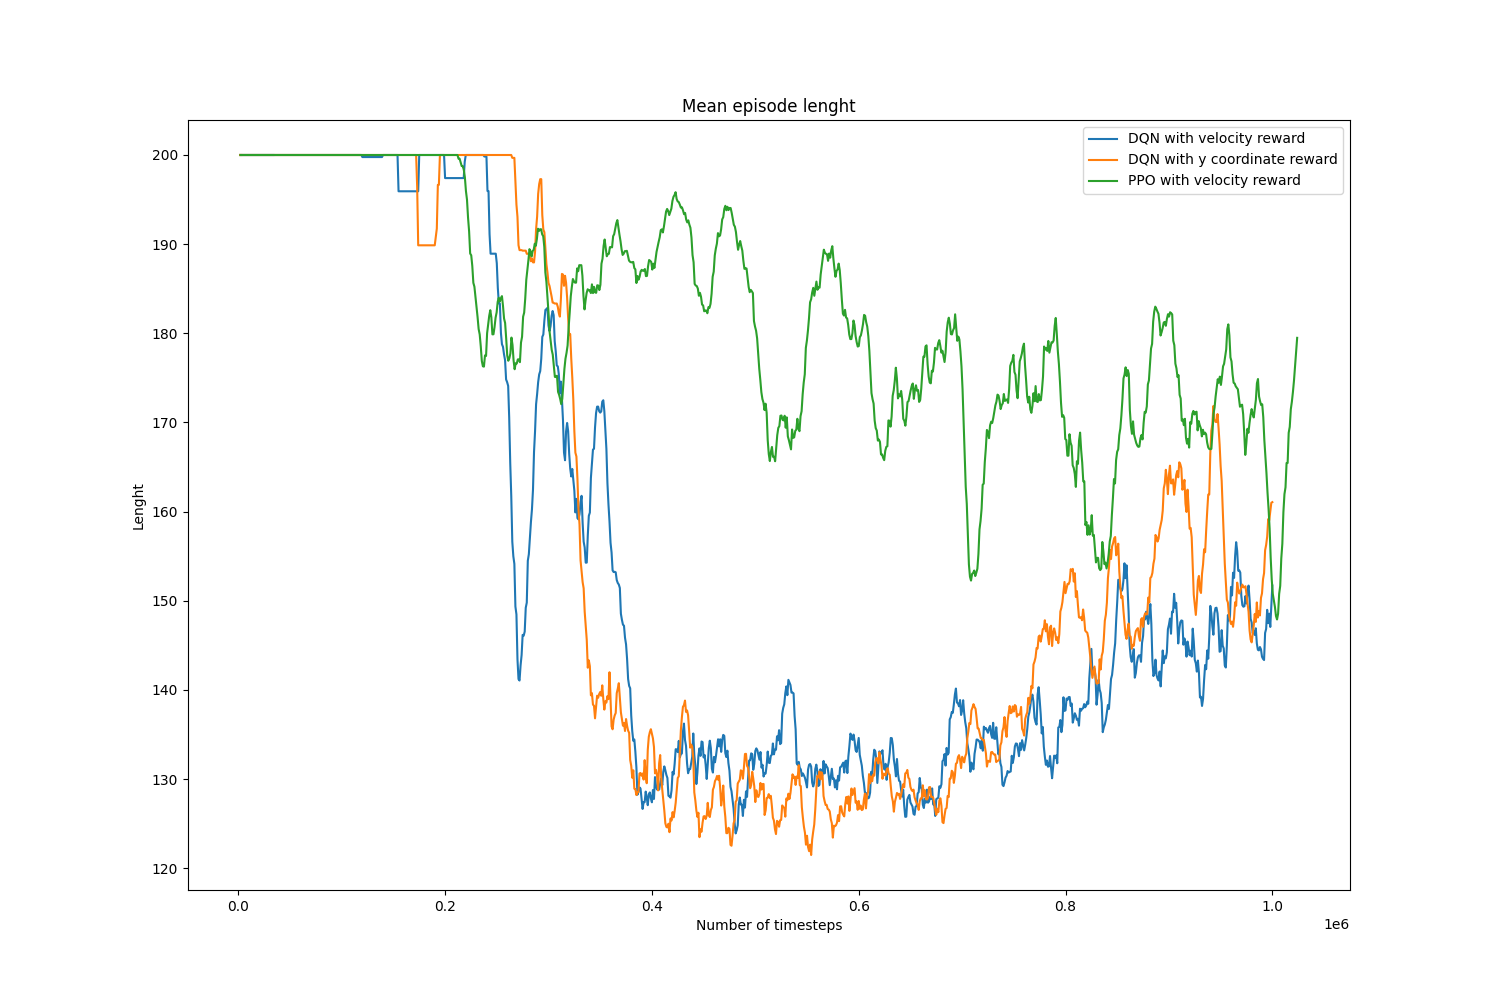 Mean episode lenght
DQN with velocity reward
DQN with y coordinate reward
PPO with velocity reward
Lenght
200
190
180
170
160
150
140
130
120
0.0 0.2 0.4 0.6 0.8 1.0
1e6
Number of timesteps